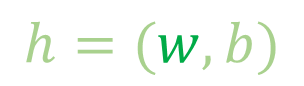 h = (w, b)